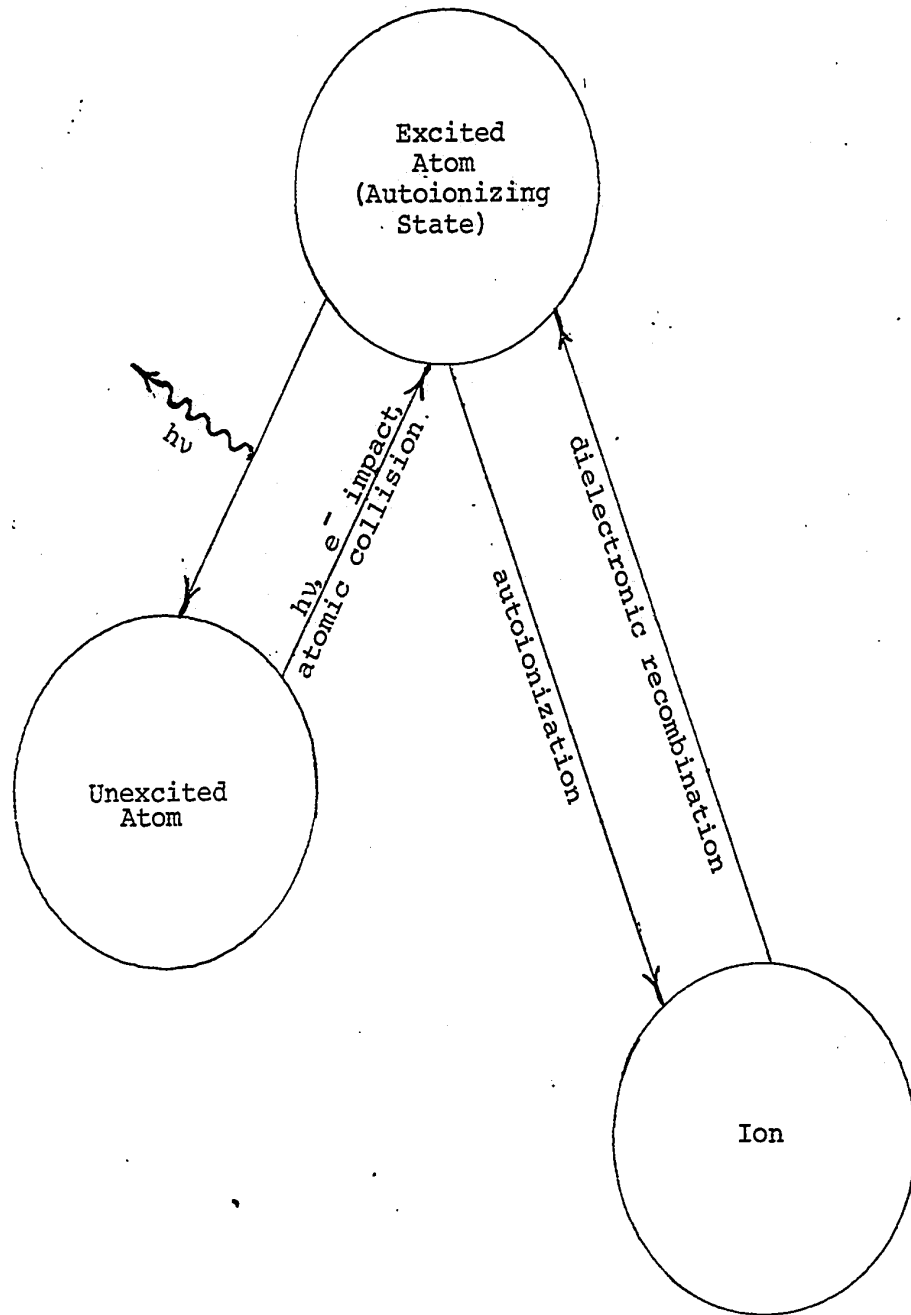 Excited
Atom
(Autoionizing
State)
hν
hν, e⁻ impact,
atomic collision.
autoionization
dielectronic recombination
Unexcited
Atom
Ion